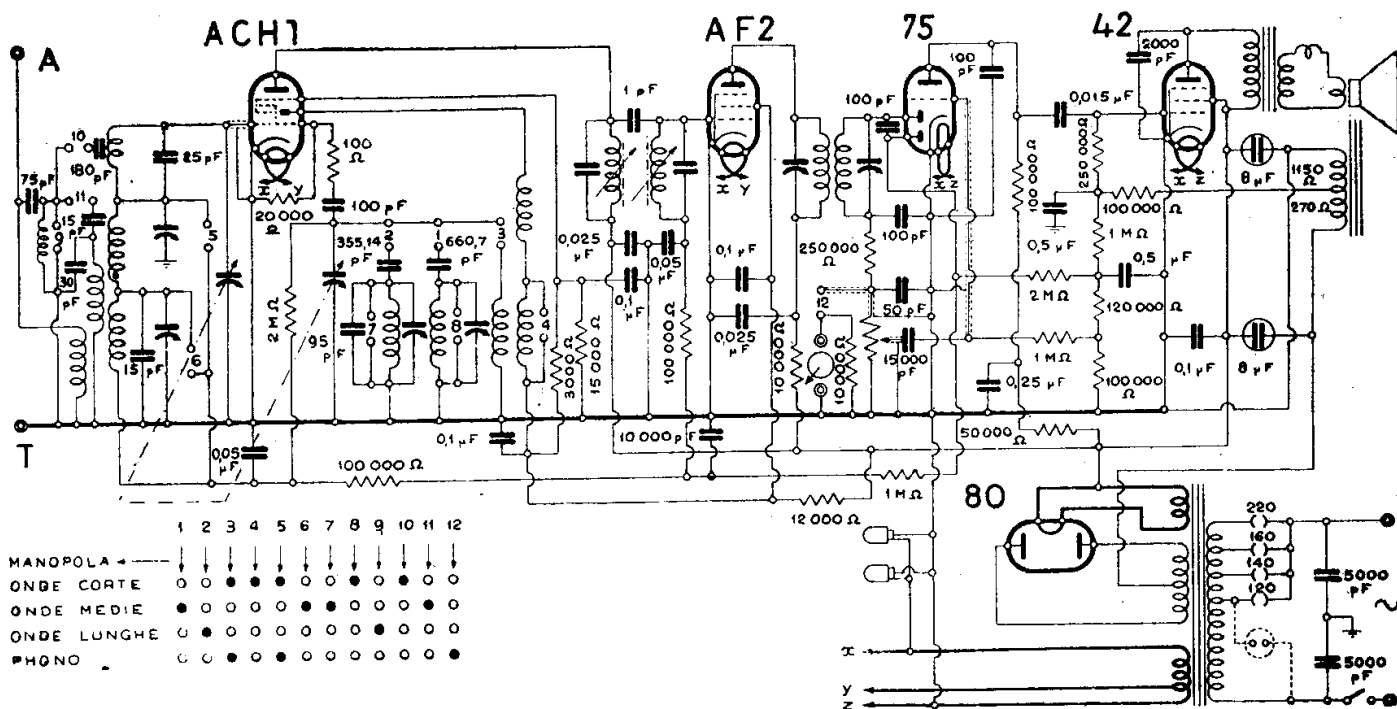 ACH1
AF2
75
42
A
T
10
180 pF
25 pF
75 pF
11
15 pF
30 pF
15 pF
5
6
x y
20 000 Ω
100 Ω
100 pF
2 MΩ
355,14 pF
2
660,7 pF
1
3
95 pF
7
8
4
0,05 µF
100 000 Ω
0,1 µF
3000 Ω
15 000 Ω
1 pF
0,025 µF
0,1 µF
0,05 µF
100 000 Ω
10 000 pF
x y
0,1 µF
0,025 µF
12 000 Ω
1 MΩ
100 pF
100 pF
x z
250 000 Ω
100 pF
12
50 pF
10 000 Ω
10 000 Ω
15 000 pF
2000 pF
0,015 µF
250 000 Ω
100 000 Ω
x z
8 µF
1150 Ω
270 Ω
100 000 Ω
0,5 µF
1 MΩ
0,5 µF
2 MΩ
120 000 Ω
1 MΩ
0,25 µF
100 000 Ω
0,1 µF
8 µF
50 000 Ω
80
220
160
140
120
5000 pF
5000 pF
x
y
z
1 2 3 4 5 6 7 8 9 10 11 12
MANOPOLA
ONDE CORTE
ONDE MEDIE
ONDE LUNGHE
PHONO